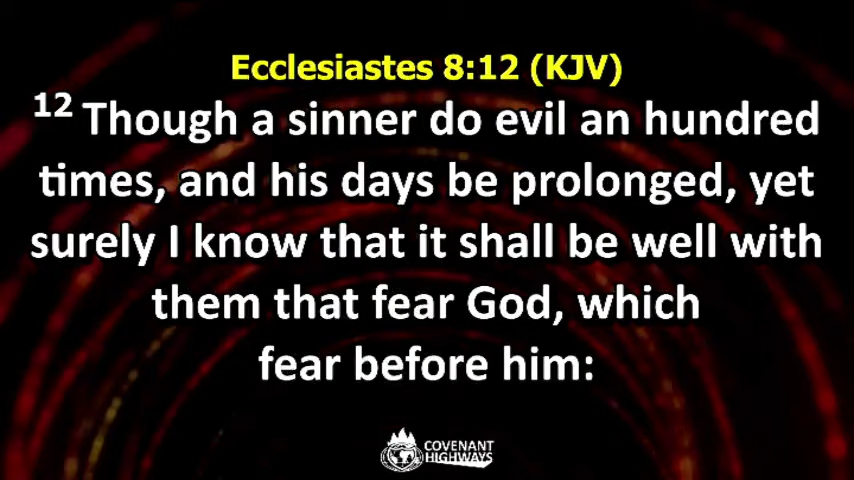 Ecclesiastes 8:12 (KJV)
12 Though a sinner do evil an hundred
times, and his days be prolonged, yet
surely I know that it shall be well with
them that fear God, which
fear before him:
COVENANT
HIGHWAYS